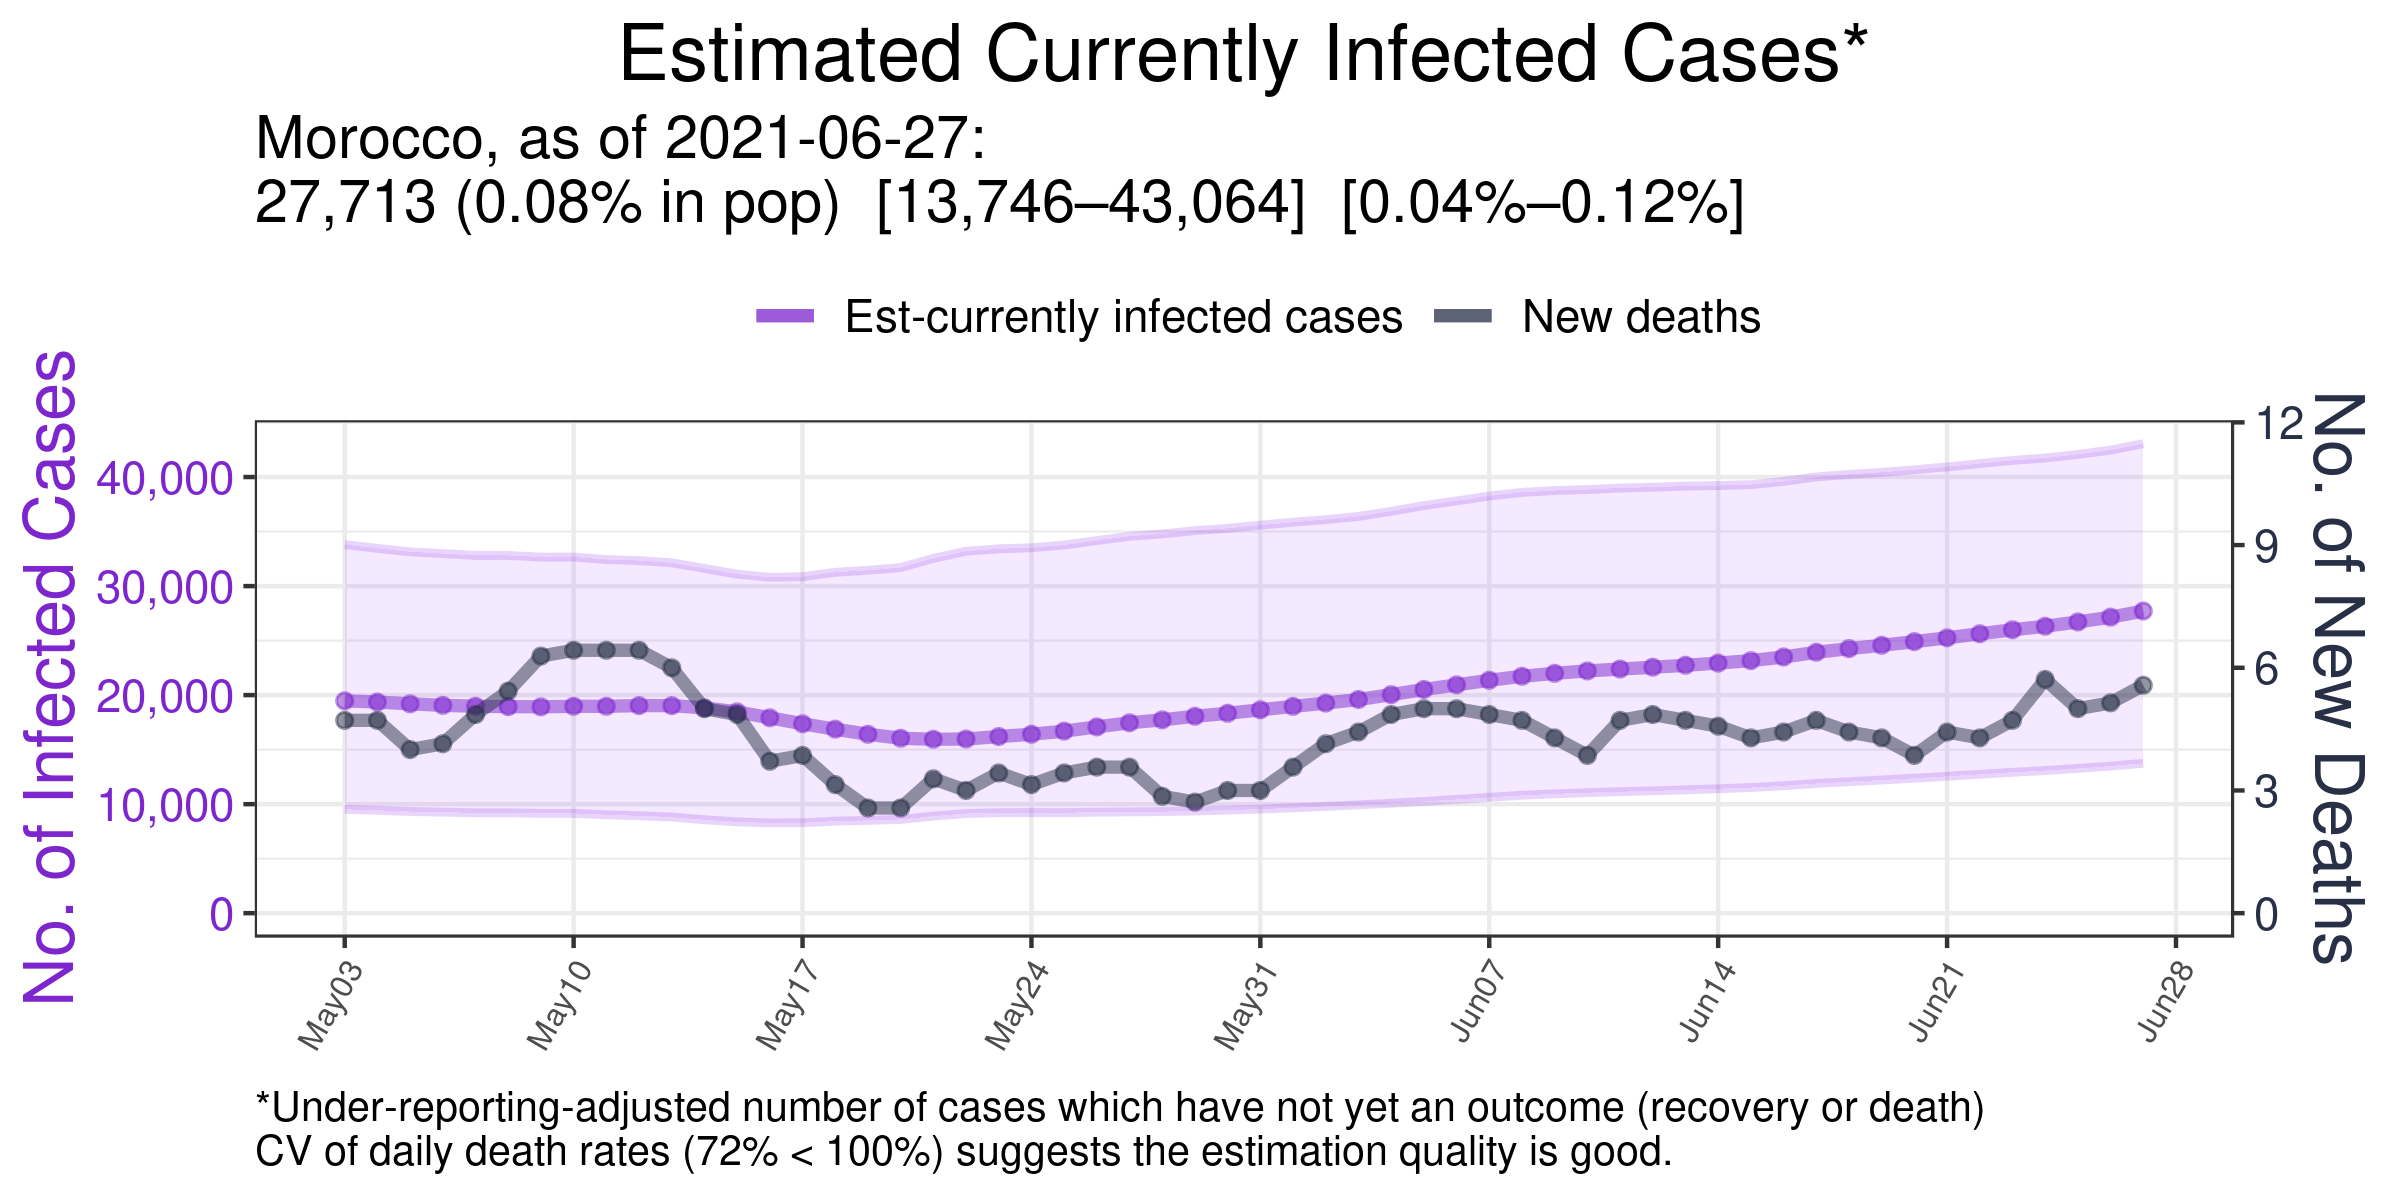 Estimated Currently Infected Cases*
Morocco, as of 2021-06-27:
27,713 (0.08% in pop)  [13,746–43,064]  [0.04%–0.12%]
Est-currently infected cases
New deaths
No. of Infected Cases
40,000
30,000
20,000
10,000
0
12
9
6
3
0
No. of New Deaths
May03
May10
May17
May24
May31
Jun07
Jun14
Jun21
Jun28
*Under-reporting-adjusted number of cases which have not yet an outcome (recovery or death)
CV of daily death rates (72% < 100%) suggests the estimation quality is good.